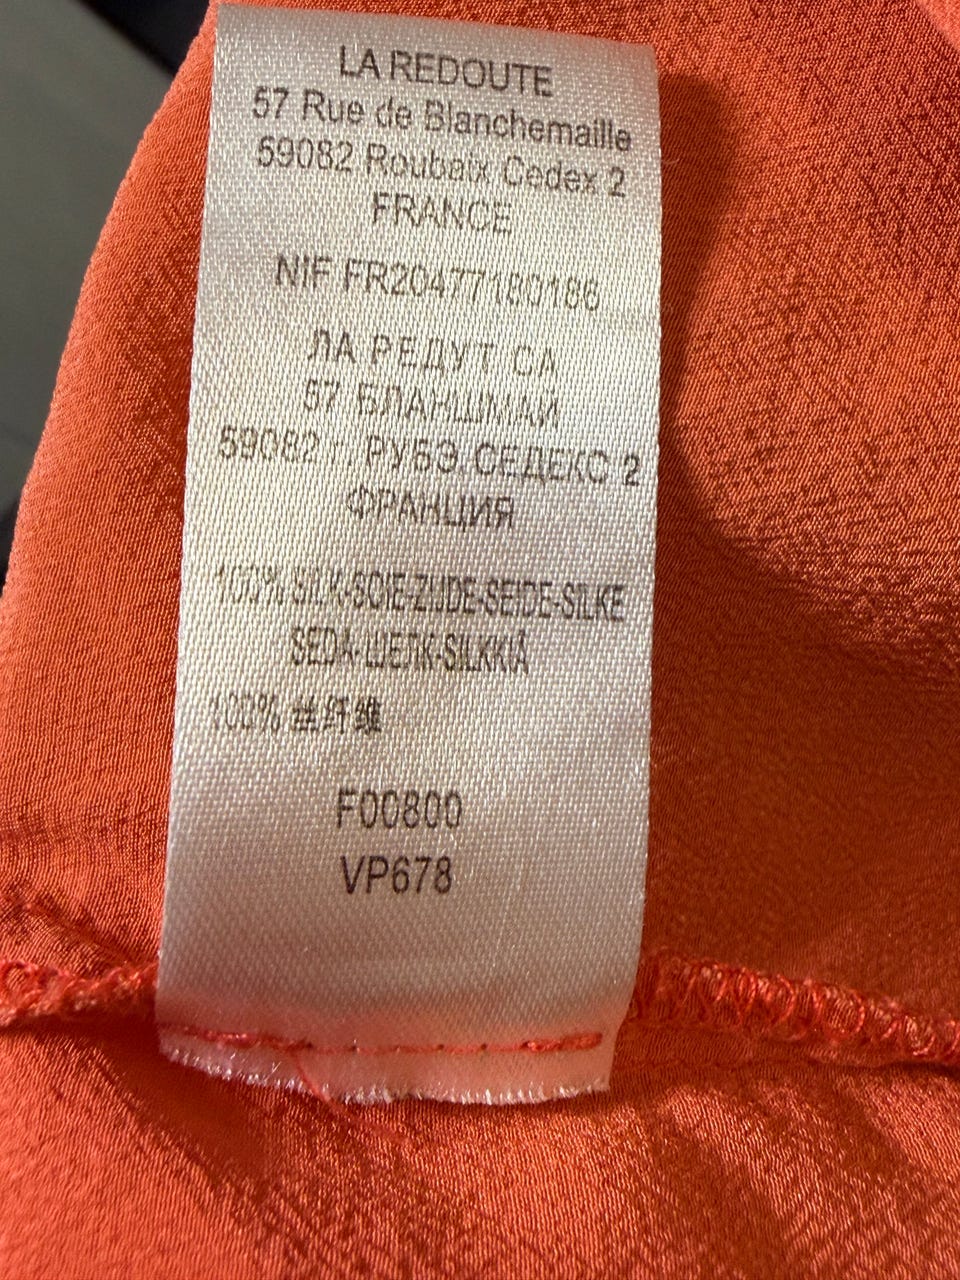 LA REDOUTE
57 Rue de Blanchemaille
59082 Roubaix Cedex 2
FRANCE
NIF FR20477180186
ЛА РЕДУТ СА
57 БЛАНШМАЙ
59082 г. РУБЭ. СЕДЕКС 2
ФРАНЦИЯ
100% SILK-SOIE-ZIJDE-SEIDE-SILKE
SEDA-ШЕЛК-SILKKIÄ
100% 丝纤维
F00800
VP678